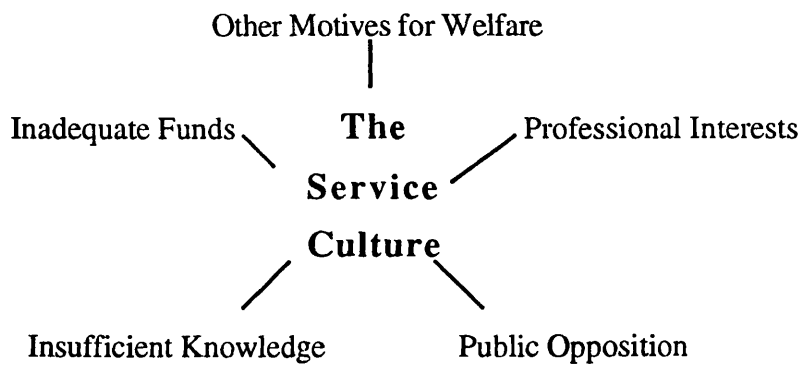 Other Motives for Welfare
Inadequate Funds
The
Professional Interests
Service
Culture
Insufficient Knowledge
Public Opposition